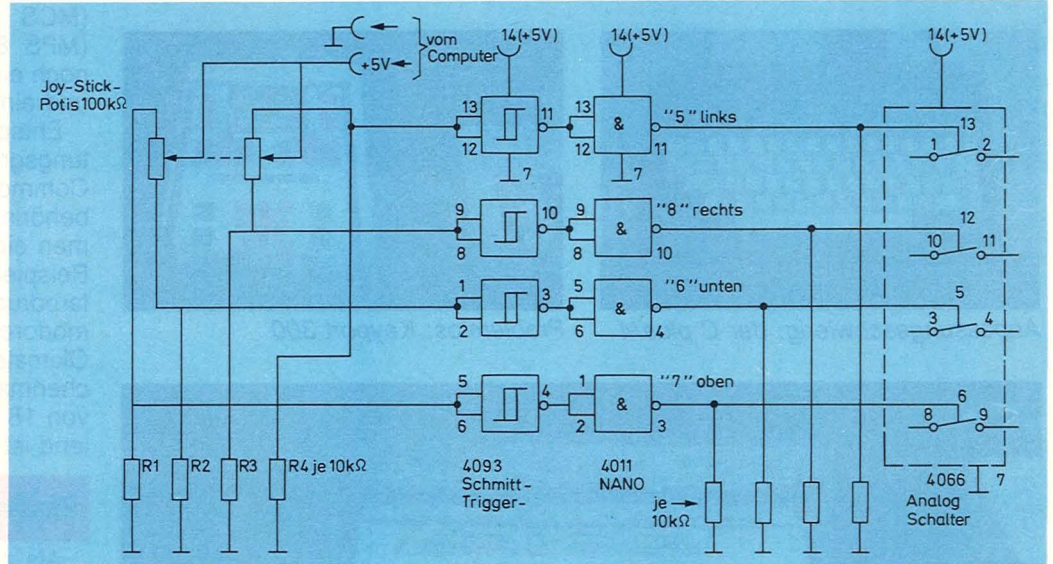 vom
Computer
+5V
14(+5V)
14(+5V)
14(+5V)
Joy-Stick-
Potis 100kΩ
13
12
11
7
13
12
11
7
"5" links
13
1
2
9
8
10
9
8
10
"8" rechts
12
10
11
1
2
3
5
6
4
"6" unten
5
3
4
5
6
4
1
2
3
"7" oben
6
8
9
R1
R2
R3
R4 je 10kΩ
4093
Schmitt-
Trigger-
4011
NANO
je
10kΩ
4066
Analog
Schalter
7